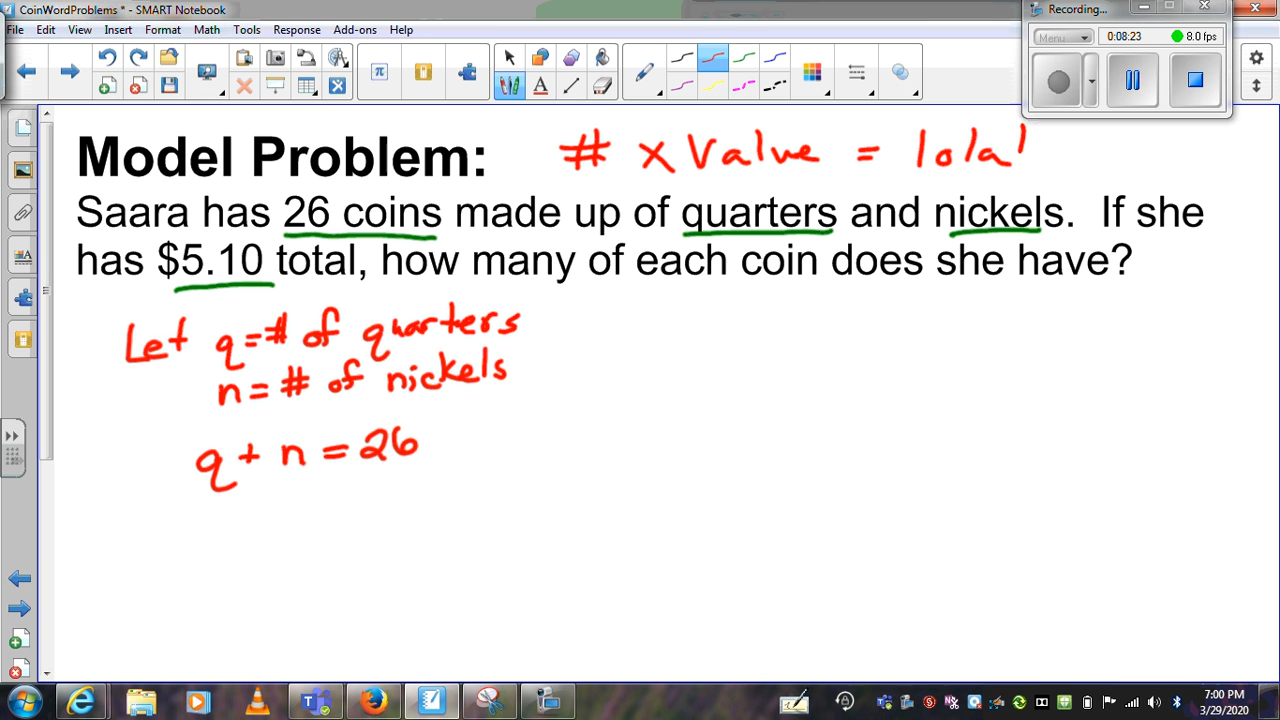 CoinWordProblems * - SMART Notebook
Recording...
File Edit View Insert Format Math Tools Response Add-ons Help
Menu 0:08:23 8.0 fps
Model Problem: # x Value = Total
Saara has 26 coins made up of quarters and nickels. If she
has $5.10 total, how many of each coin does she have?
Let q = # of quarters
n = # of nickels
q + n = 26
7:00 PM
3/29/2020